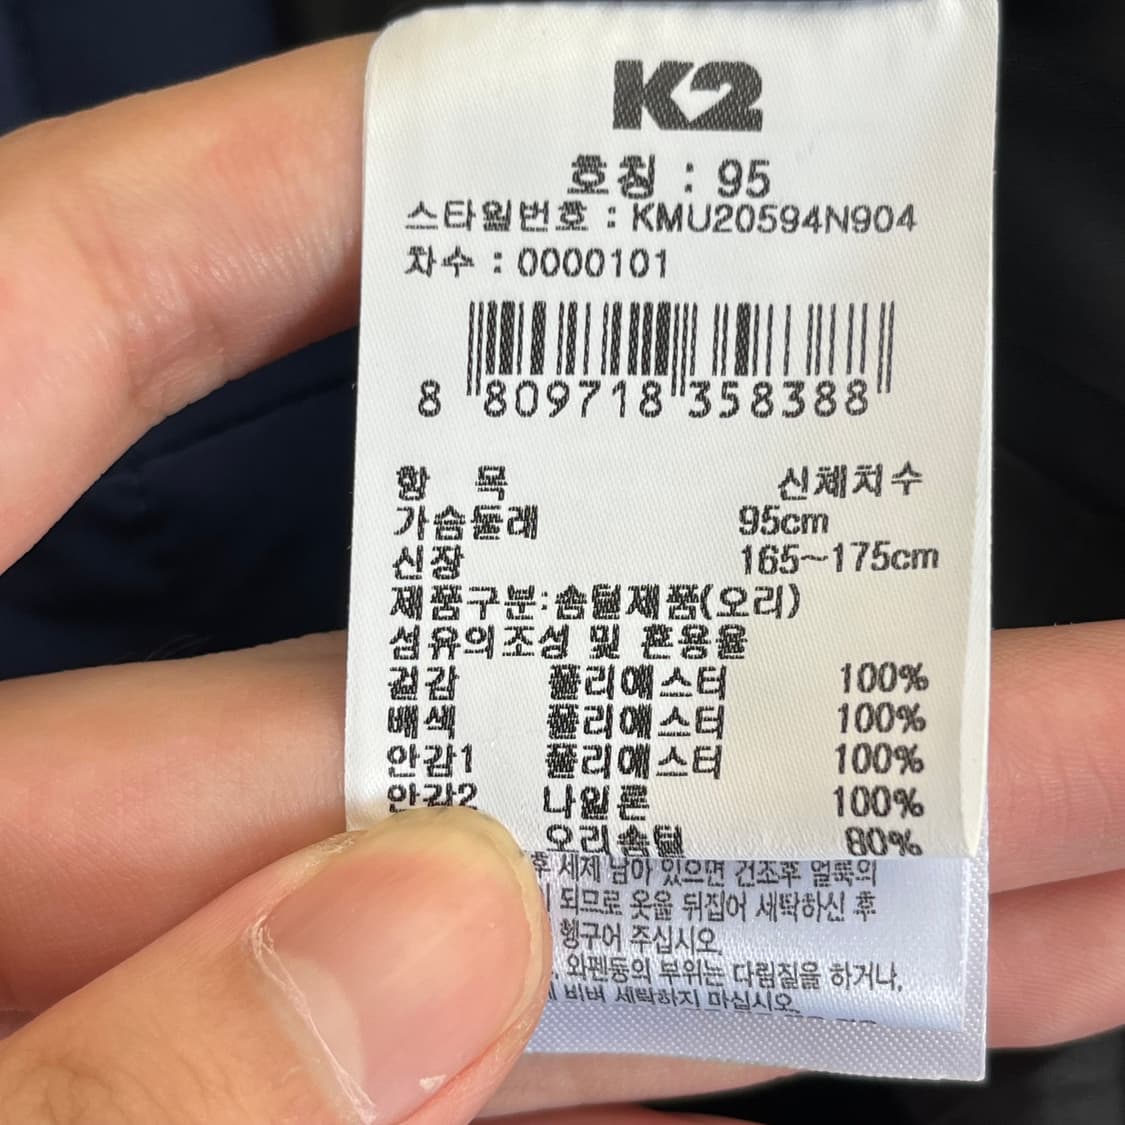 K2
호칭 : 95
스타일번호 : KMU20594N904
차수 : 0000101
8 809718 358388
항 목 신체치수
가슴둘레 95cm
신장 165~175cm
제품구분:솜털제품(오리)
섬유의조성 및 혼용율
겉감 폴리에스터 100%
배색 폴리에스터 100%
안감1 폴리에스터 100%
안감2 나일론 100%
오리솜털 80%
후 세제 남아 있으면 건조후 얼룩의
되므로 옷을 뒤집어 세탁하신 후
헹구어 주십시오
와펜등의 부위는 다림질을 하거나,
비벼 세탁하지 마십시오.